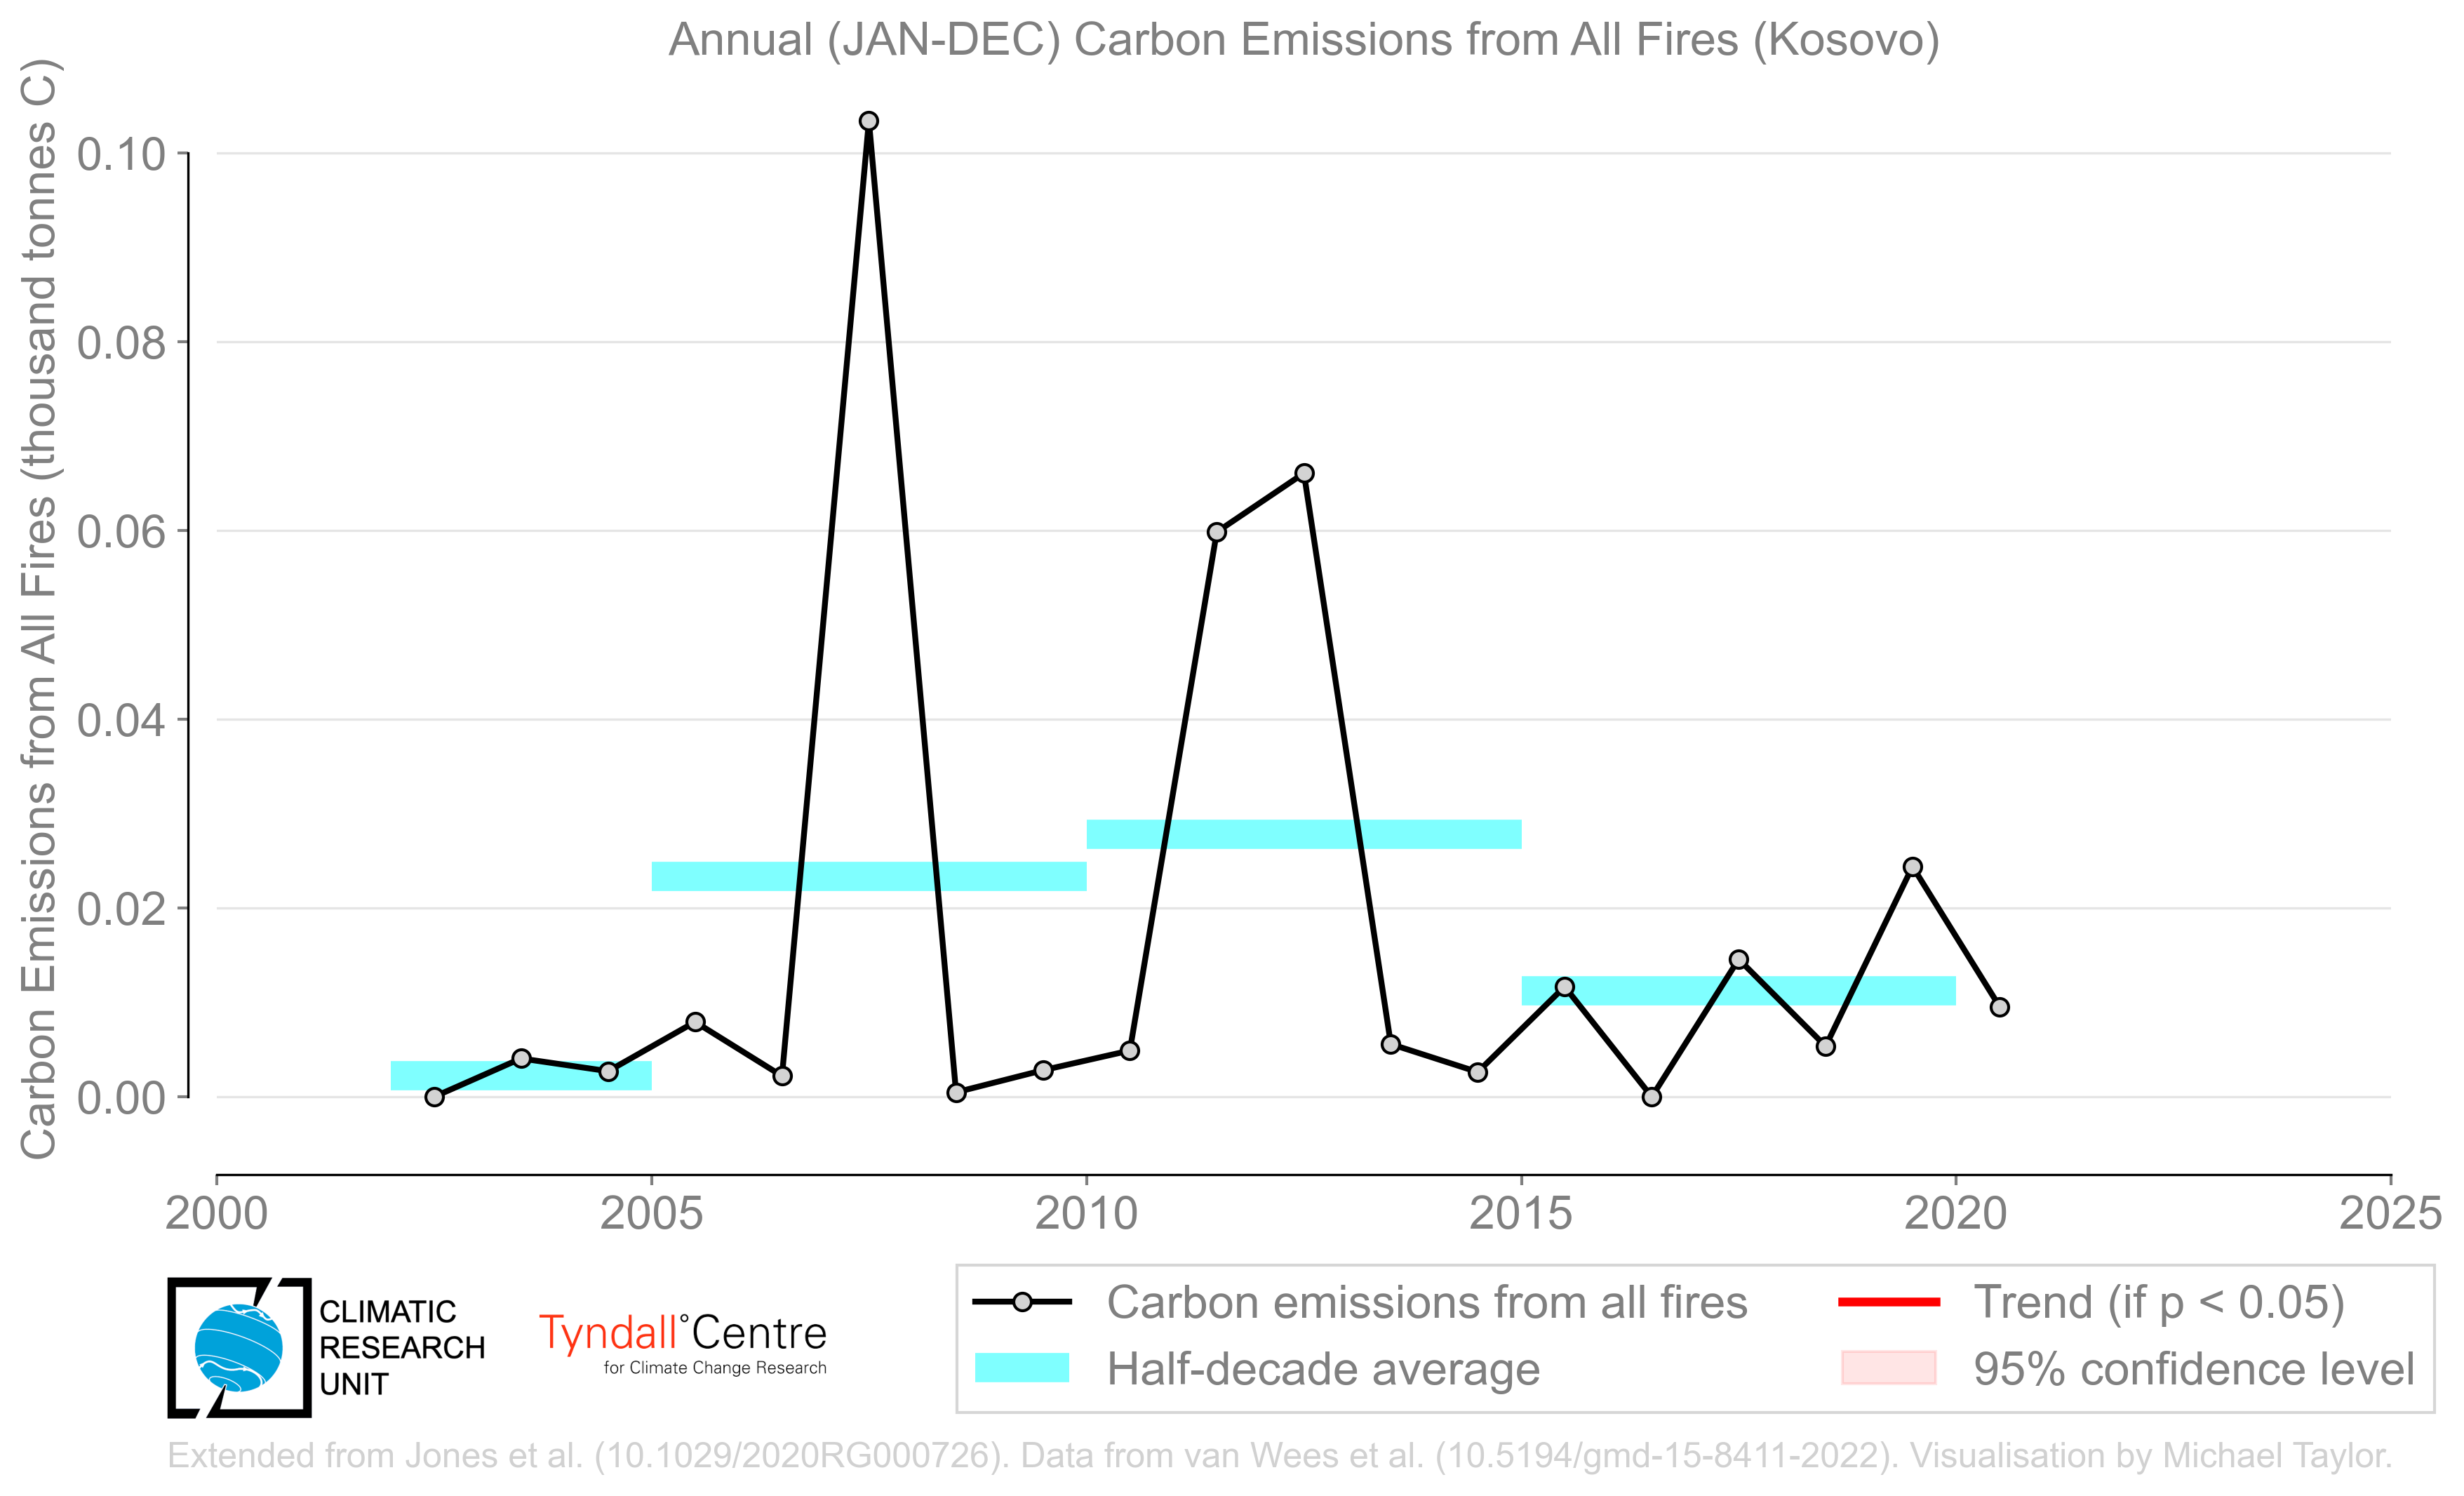 Annual (JAN-DEC) Carbon Emissions from All Fires (Kosovo)
Carbon Emissions from All Fires (thousand tonnes C)
0.10
0.08
0.06
0.04
0.02
0.00
2000 2005 2010 2015 2020 2025
CLIMATIC
RESEARCH
UNIT
Tyndall°Centre
for Climate Change Research
Carbon emissions from all fires
Half-decade average
Trend (if p < 0.05)
95% confidence level
Extended from Jones et al. (10.1029/2020RG000726). Data from van Wees et al. (10.5194/gmd-15-8411-2022). Visualisation by Michael Taylor.